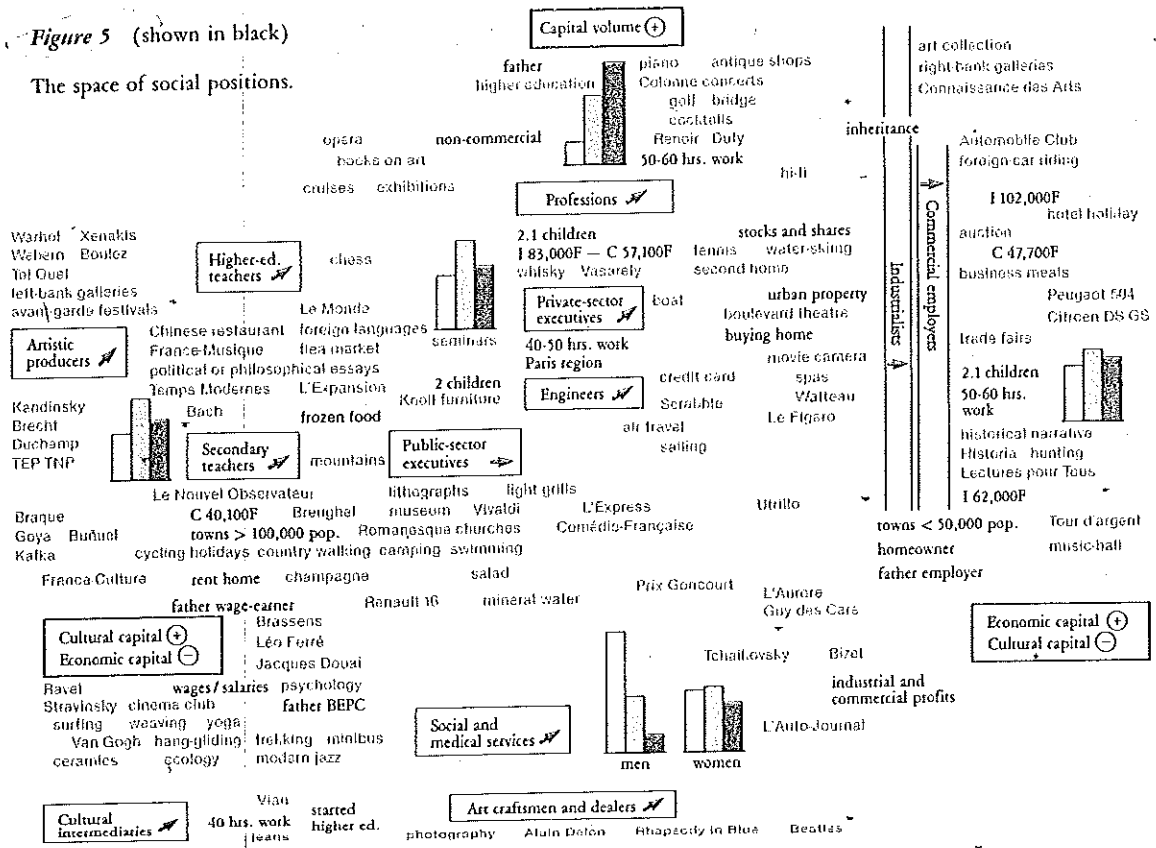 Figure 5 (shown in black)
The space of social positions.
Capital volume +
father
higher education
piano antique shops
Colonne concerts
golf bridge
cocktails
Renoir Dufy
50-60 hrs. work
art collection
right-bank galleries
Connaissance des Arts
opera
non-commercial
books on art
cruises exhibitions
inheritance
Automobile Club
foreign-car riding
hi-fi
Professions
I 102,000F
hotel holiday
Warhol Xenakis
Webern Boulez
Tel Quel
left-bank galleries
avant-garde festivals
Higher-ed.
teachers
chess
2.1 children
I 83,000F — C 57,100F
whisky Vasarely
stocks and shares
tennis water-skiing
second home
auction
C 47,700F
business meals
Industrialists
Commercial employers
Private-sector
executives
boat
urban property
boulevard theatre
buying home
Peugeot 504
Citroen DS GS
Artistic
producers
Le Monde
Chinese restaurant foreign languages
France-Musique flea market
political or philosophical essays
Temps Modernes L'Expansion
seminars
40-50 hrs. work
Paris region
trade fairs
movie camera
2 children
Knoll furniture
Engineers
credit card
spas
Scrabble
Watteau
Le Figaro
2.1 children
50-60 hrs.
work
Kandinsky
Brecht
Duchamp
TEP TNP
Bach
frozen food
air travel
sailing
Secondary
teachers
mountains
Public-sector
executives
historical narrative
Historia hunting
Lectures pour Tous
I 62,000F
Le Nouvel Observateur lithographs light grills
Braque C 40,100F Breughel museum Vivaldi L'Express Utrillo
Goya Buñuel towns > 100,000 pop. Romanesque churches Comédie-Française
Kafka cycling holidays country walking camping swimming
towns < 50,000 pop. Tour d'argent
homeowner music-hall
father employer
France-Culture rent home champagne salad
Prix Goncourt
L'Aurore
Guy des Cars
father wage-earner Renault 16 mineral water
Cultural capital +
Economic capital −
Brassens
Léo Ferré
Jacques Douai
Economic capital +
Cultural capital −
Tchaikovsky Bizet
Ravel wages/salaries psychology
Stravinsky cinema club father BEPC
surfing weaving yoga
Van Gogh hang-gliding trekking minibus
ceramics ecology modern jazz
industrial and
commercial profits
Social and
medical services
L'Auto-Journal
men women
Vian
Cultural
intermediaries
40 hrs. work
jeans
started
higher ed.
Art craftsmen and dealers
photography Alain Delon Rhapsody in Blue Beatles